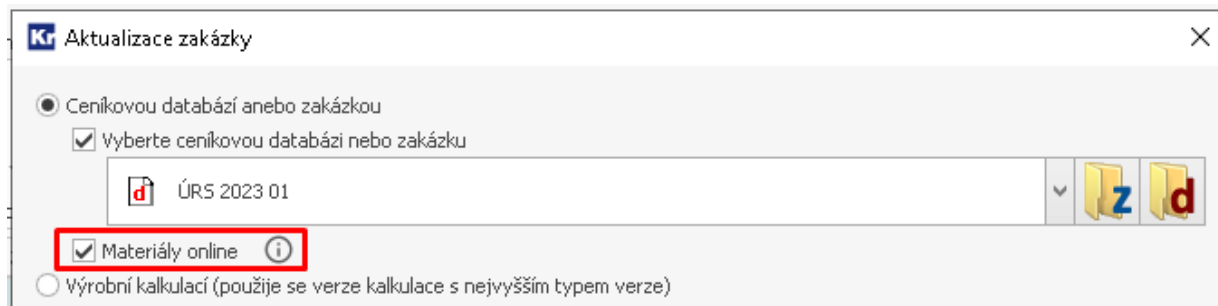 Kr Aktualizace zakázky
Ceníkovou databází anebo zakázkou
Vyberte ceníkovou databázi nebo zakázku
d ÚRS 2023 01
z d
Materiály online i
Výrobní kalkulací (použije se verze kalkulace s nejvyšším typem verze)